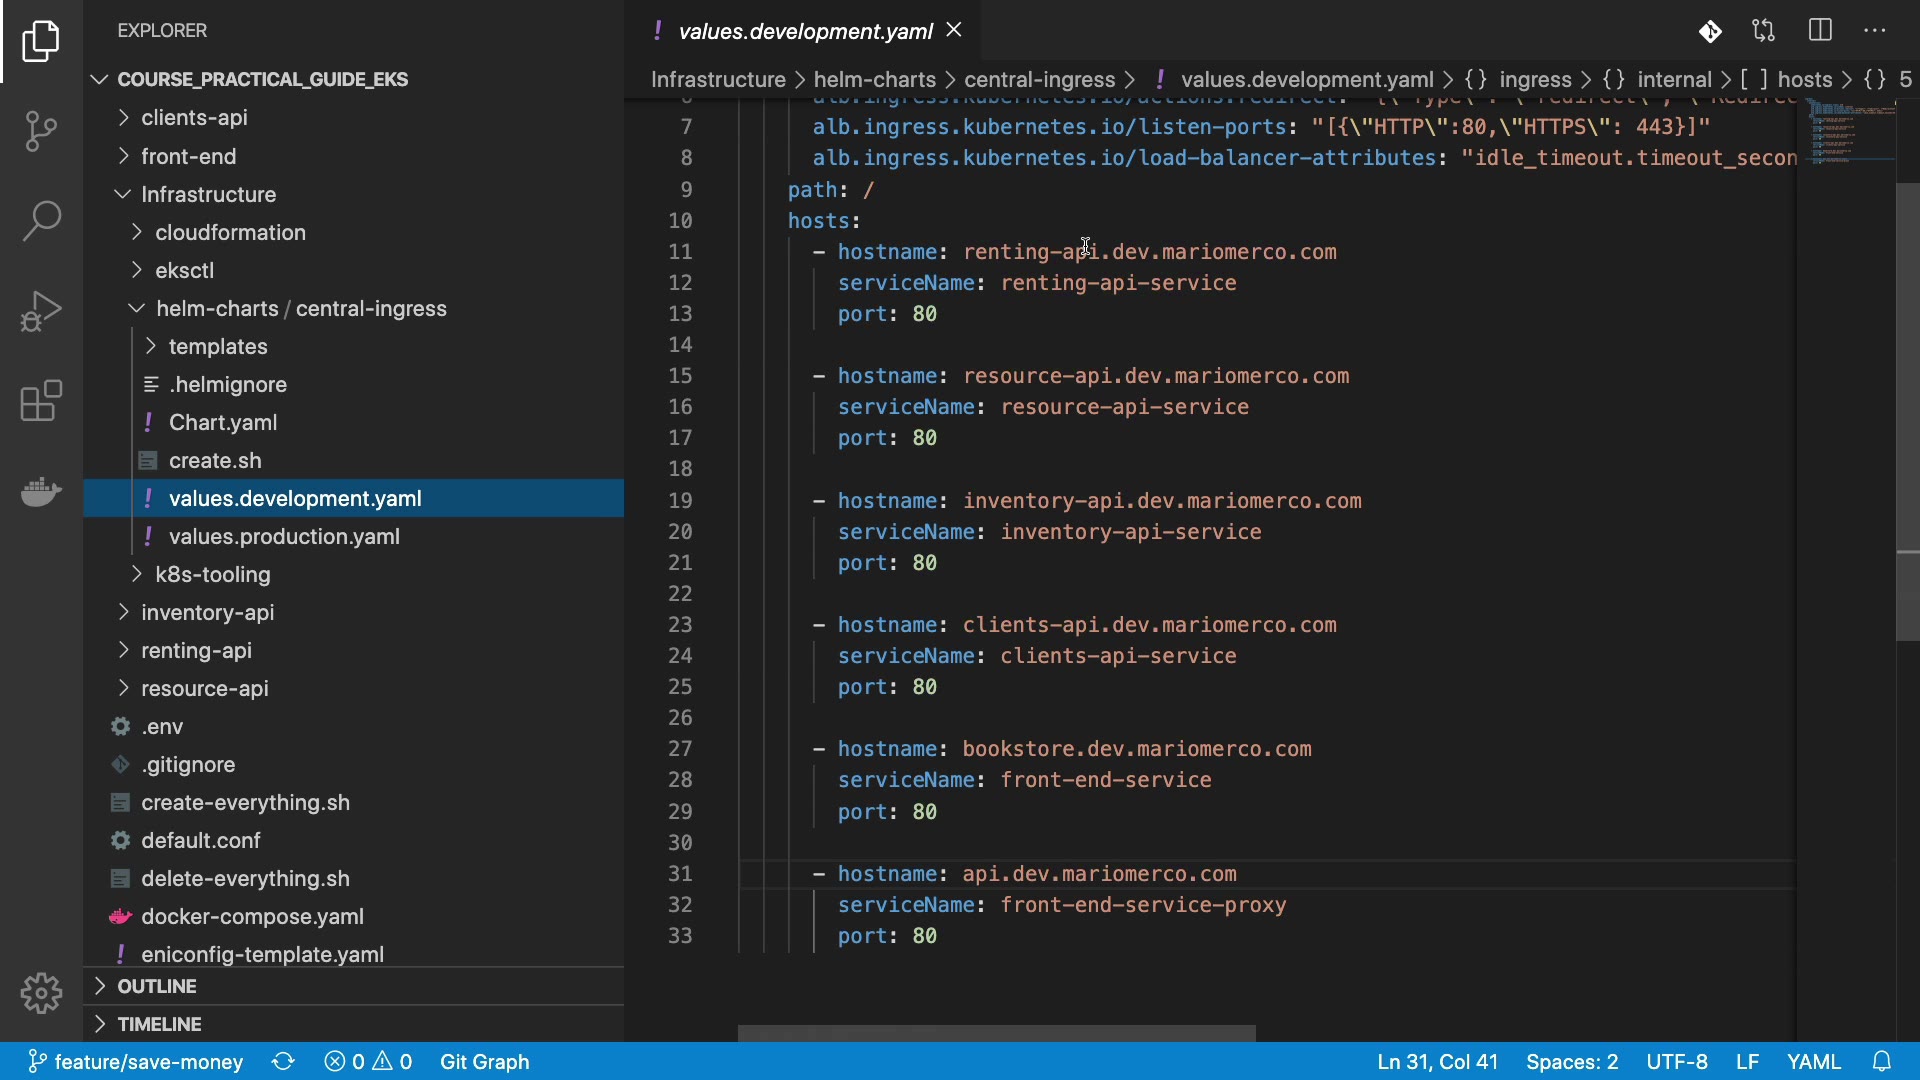 EXPLORER
COURSE_PRACTICAL_GUIDE_EKS
clients-api
front-end
Infrastructure
cloudformation
eksctl
helm-charts / central-ingress
templates
.helmignore
! Chart.yaml
create.sh
! values.development.yaml
! values.production.yaml
k8s-tooling
inventory-api
renting-api
resource-api
.env
.gitignore
create-everything.sh
default.conf
delete-everything.sh
docker-compose.yaml
! eniconfig-template.yaml
OUTLINE
TIMELINE
! values.development.yaml
Infrastructure > helm-charts > central-ingress > ! values.development.yaml > {} ingress > {} internal > [ ] hosts > {} 5
7 alb.ingress.kubernetes.io/listen-ports: "[{\"HTTP\":80,\"HTTPS\": 443}]"
8 alb.ingress.kubernetes.io/load-balancer-attributes: "idle_timeout.timeout_secon
9 path: /
10 hosts:
11 - hostname: renting-api.dev.mariomerco.com
12 serviceName: renting-api-service
13 port: 80
14
15 - hostname: resource-api.dev.mariomerco.com
16 serviceName: resource-api-service
17 port: 80
18
19 - hostname: inventory-api.dev.mariomerco.com
20 serviceName: inventory-api-service
21 port: 80
22
23 - hostname: clients-api.dev.mariomerco.com
24 serviceName: clients-api-service
25 port: 80
26
27 - hostname: bookstore.dev.mariomerco.com
28 serviceName: front-end-service
29 port: 80
30
31 - hostname: api.dev.mariomerco.com
32 serviceName: front-end-service-proxy
33 port: 80
feature/save-money 0 0 Git Graph Ln 31, Col 41 Spaces: 2 UTF-8 LF YAML